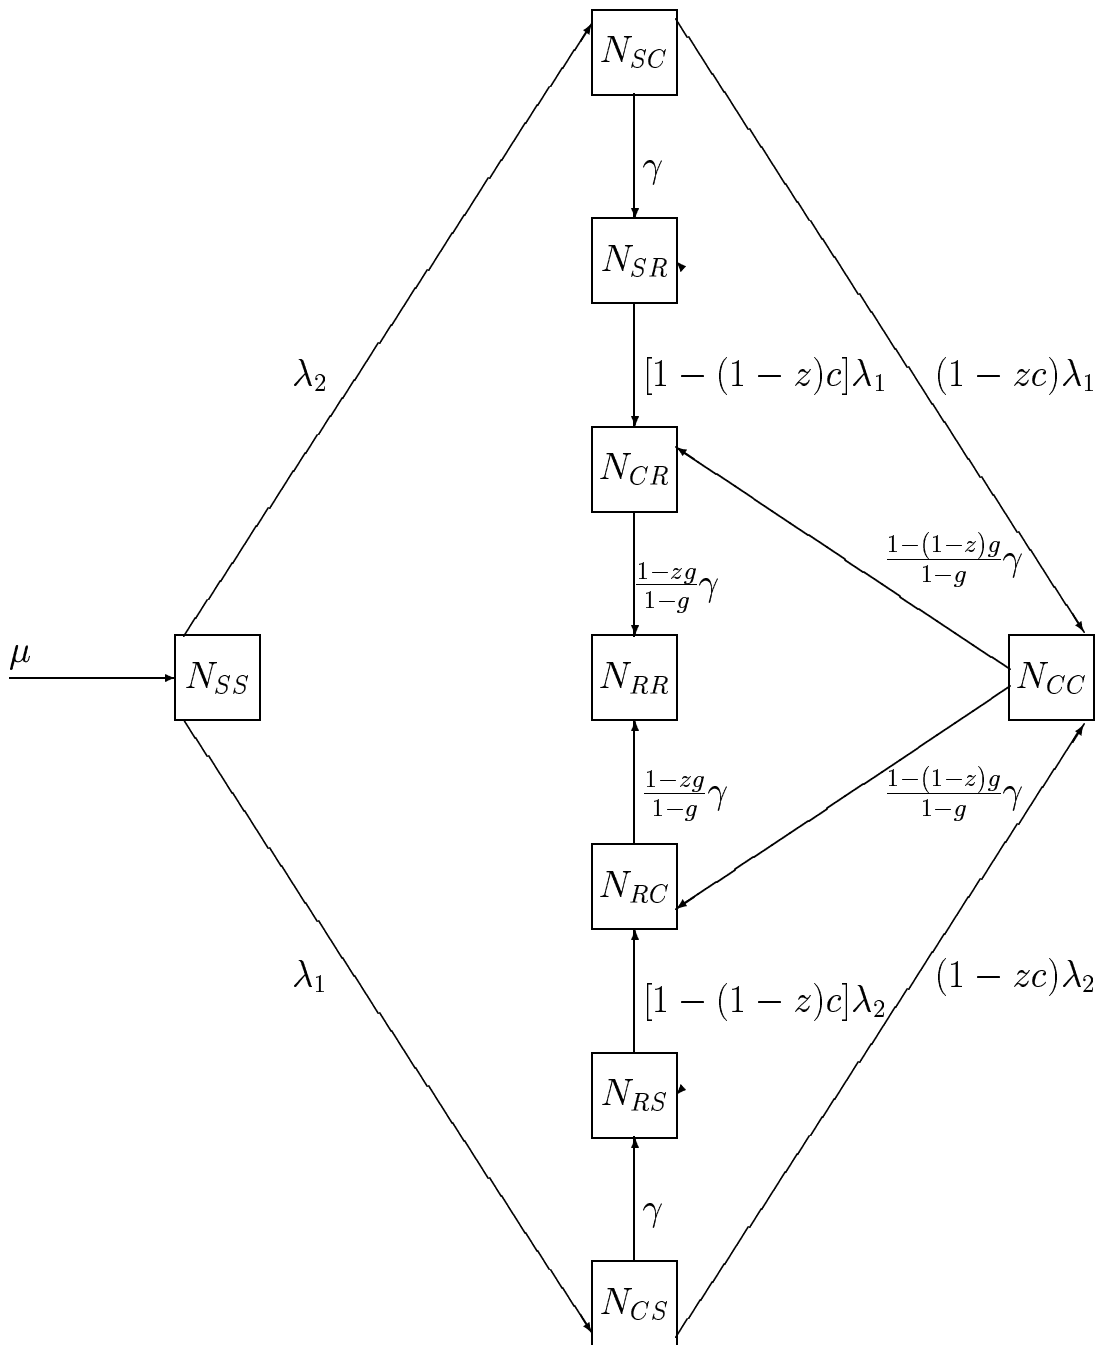 N_{SC}
γ
N_{SR}
λ_2
[1 − (1 − z)c]λ_1
(1 − zc)λ_1
N_{CR}
\frac{1−(1−z)g}{1−g}γ
\frac{1−zg}{1−g}γ
μ
N_{SS}
N_{RR}
N_{CC}
\frac{1−zg}{1−g}γ
\frac{1−(1−z)g}{1−g}γ
N_{RC}
λ_1
[1 − (1 − z)c]λ_2
(1 − zc)λ_2
N_{RS}
γ
N_{CS}